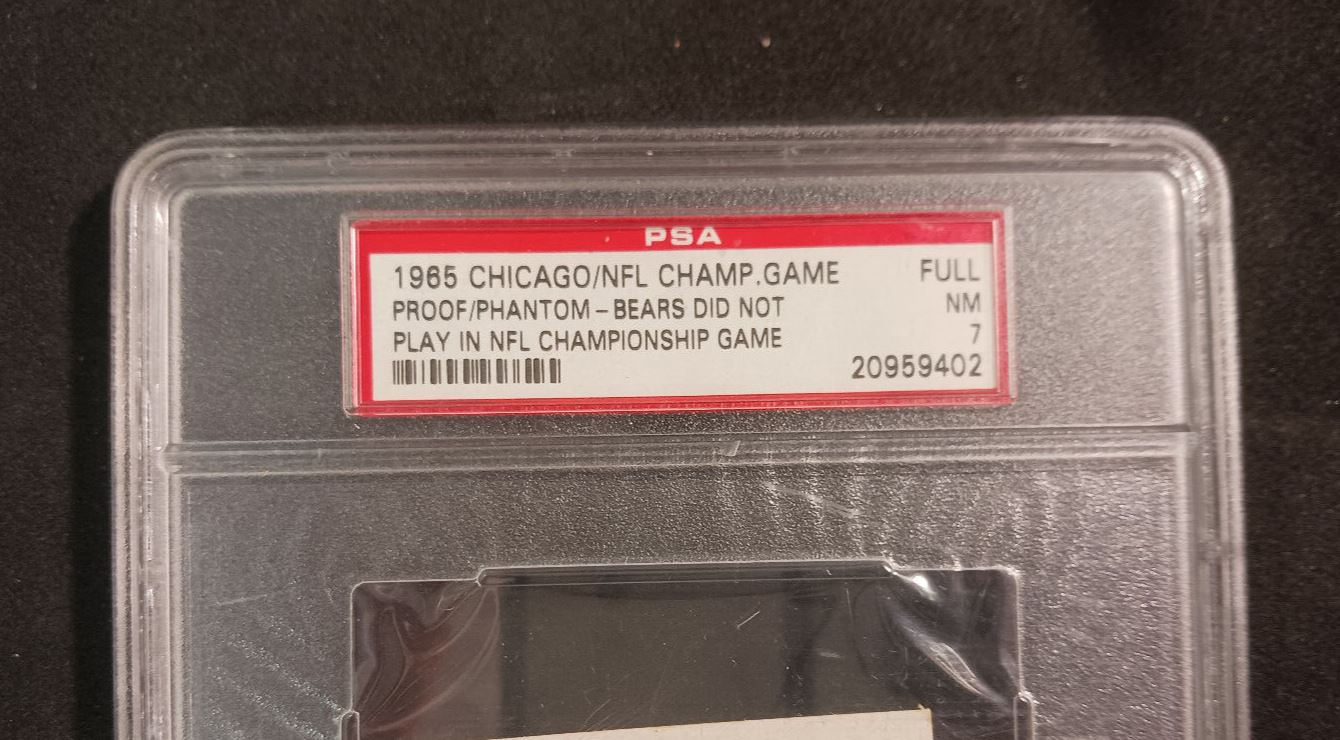 PSA
1965 CHICAGO/NFL CHAMP.GAME FULL
PROOF/PHANTOM–BEARS DID NOT NM
PLAY IN NFL CHAMPIONSHIP GAME 7
20959402